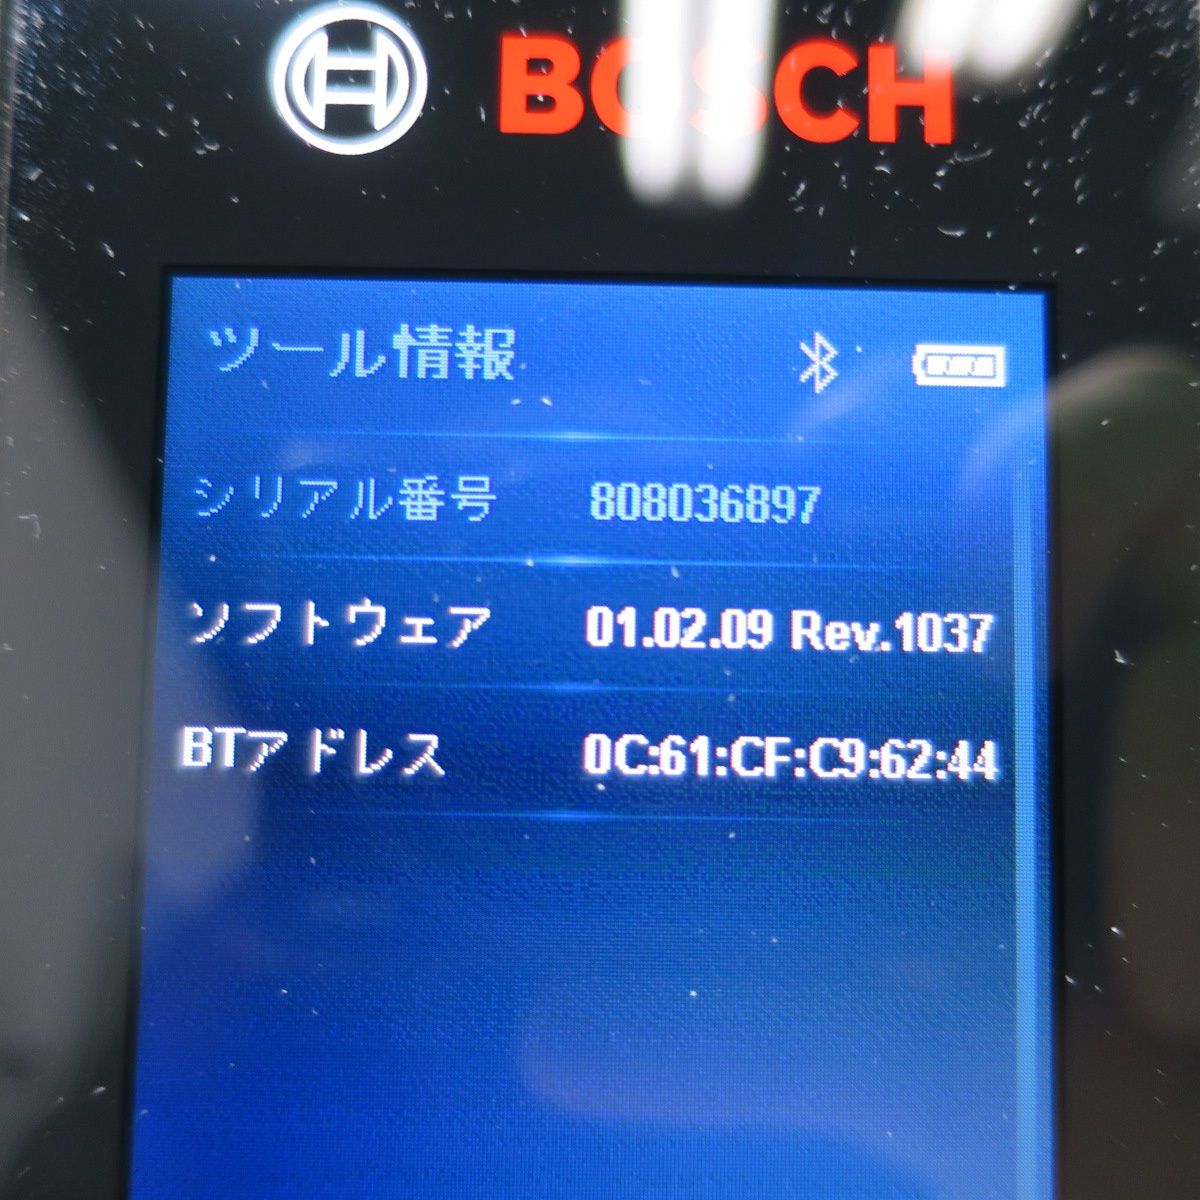 BOSCH
ツール情報
シリアル番号 808036897
ソフトウェア 01.02.09 Rev.1037
BTアドレス 0C:61:CF:C9:62:44